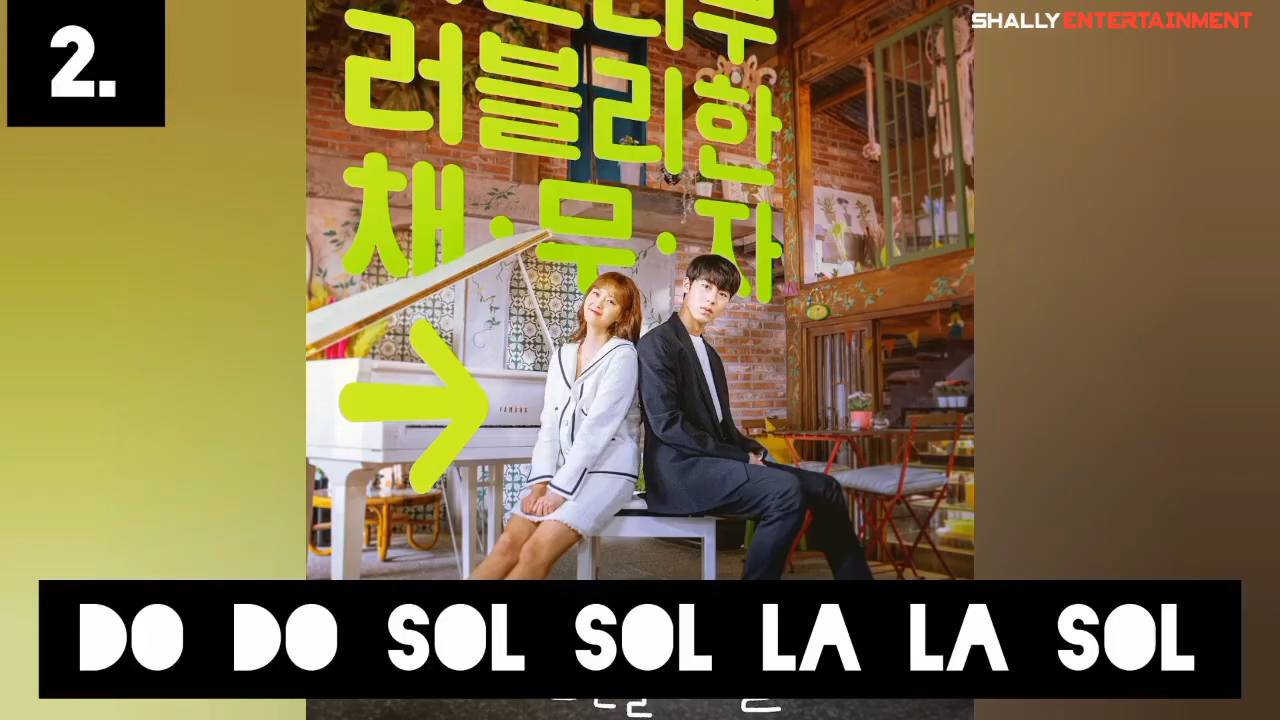 2.
SHALLY ENTERTAINMENT
러블리한
채·무·자
YAMAHA
DO DO SOL SOL LA LA SOL